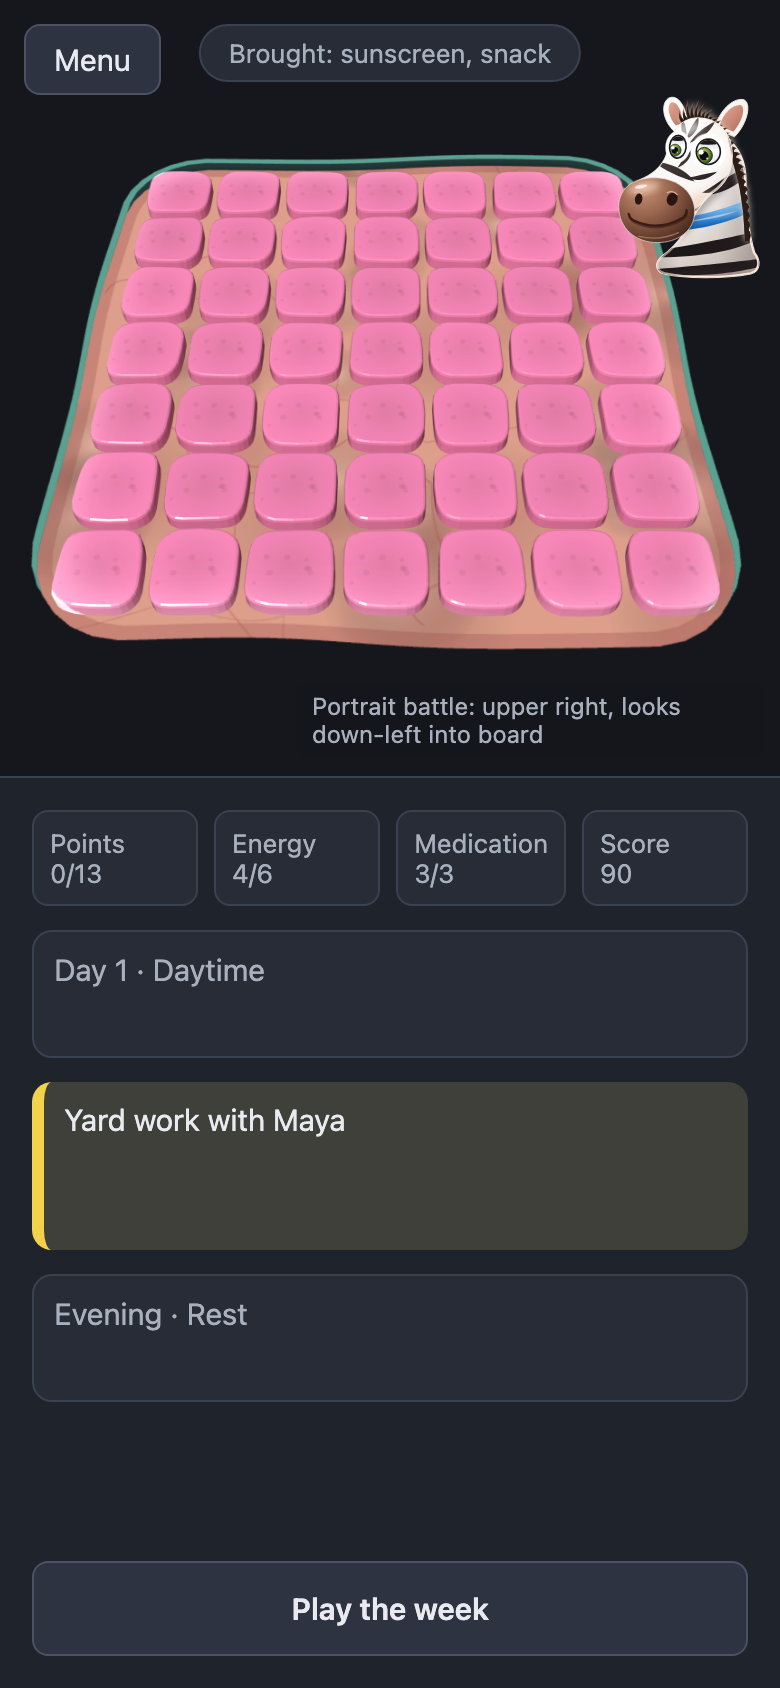 Menu
Brought: sunscreen, snack
Portrait battle: upper right, looks
down-left into board
Points
0/13
Energy
4/6
Medication
3/3
Score
90
Day 1 · Daytime
Yard work with Maya
Evening · Rest
Play the week